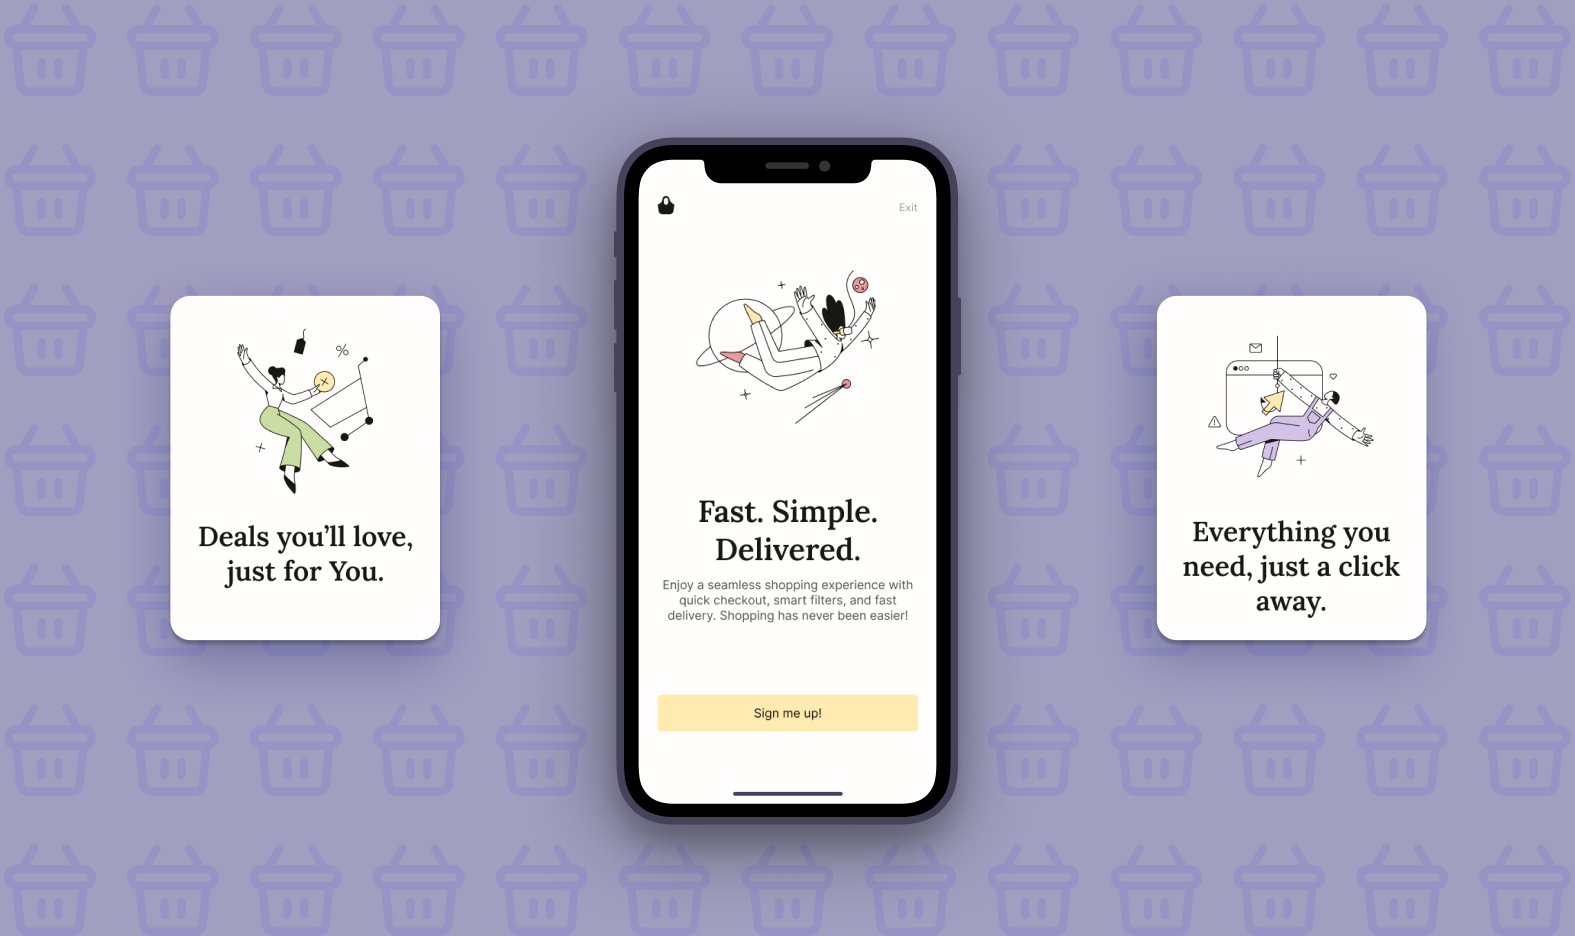 Deals you’ll love,
just for You.
Exit
Fast. Simple.
Delivered.
Enjoy a seamless shopping experience with
quick checkout, smart filters, and fast
delivery. Shopping has never been easier!
Sign me up!
%
Everything you
need, just a click
away.